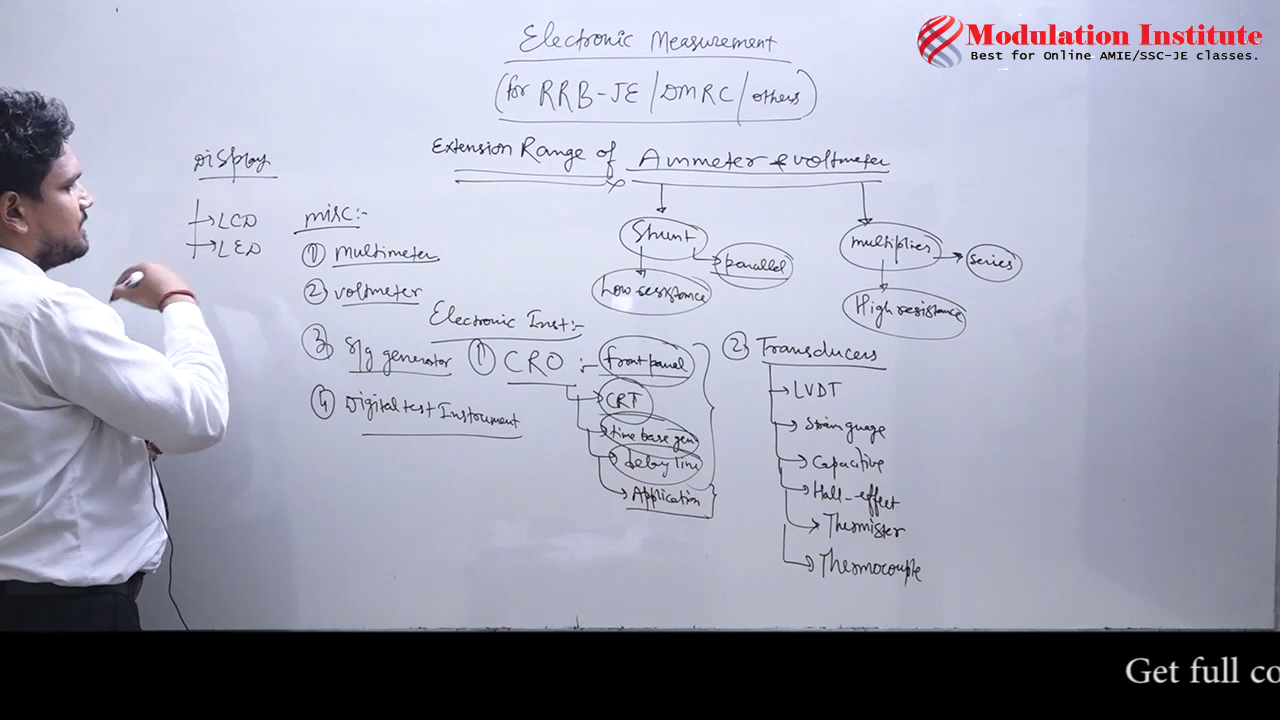 Modulation Institute
Best for Online AMIE/SSC-JE classes.
Electronic Measurement
(for RRB-JE/DMRC/others)
Extension Range of Ammeter & voltmeter
Shunt
parallel
Low resistance
multiplier
series
High resistance
Display
LCD
LED
misc:-
① multimeter
② voltmeter
③ S/g generator
④ Digital test Instrument
Electronic Inst:-
① CRO :- front panel
CRT
time base gen
delay line
Application
② Transducers
LVDT
Strain guage
Capacitive
Hall-effect
Thermister
Thermocouple
Get full co